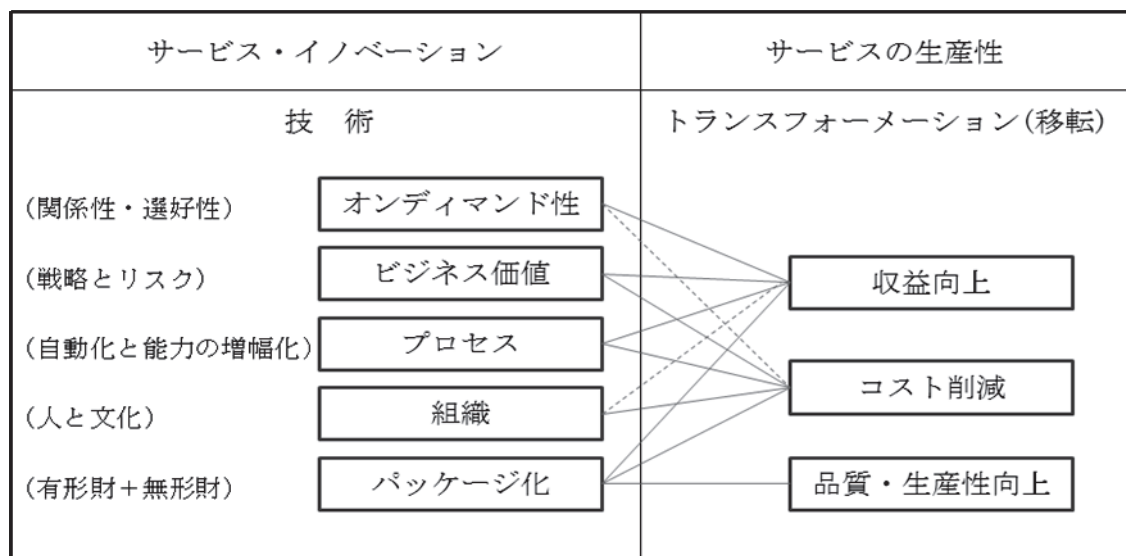 サービス・イノベーション
サービスの生産性
技 術
トランスフォーメーション(移転)
(関係性・選好性)
オンディマンド性
(戦略とリスク)
ビジネス価値
収益向上
(自動化と能力の増幅化)
プロセス
コスト削減
(人と文化)
組織
(有形財+無形財)
パッケージ化
品質・生産性向上